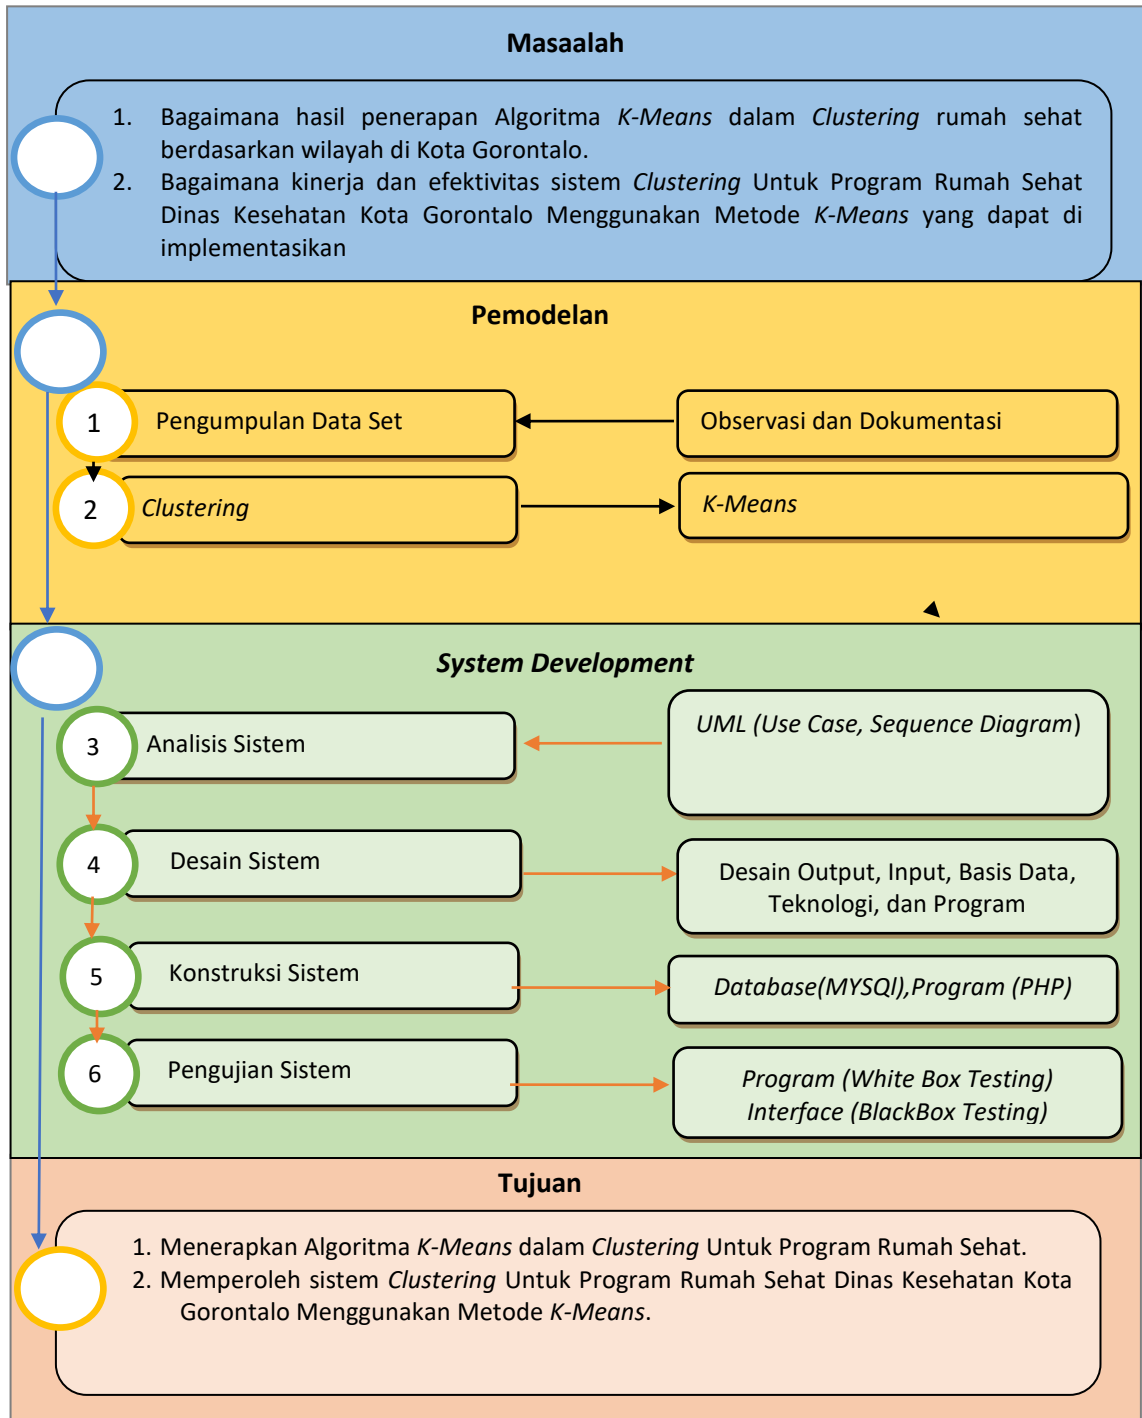 Masaalah
1. Bagaimana hasil penerapan Algoritma K-Means dalam Clustering rumah sehat
berdasarkan wilayah di Kota Gorontalo.
2. Bagaimana kinerja dan efektivitas sistem Clustering Untuk Program Rumah Sehat
Dinas Kesehatan Kota Gorontalo Menggunakan Metode K-Means yang dapat di
implementasikan
Pemodelan
1 Pengumpulan Data Set Observasi dan Dokumentasi
2 Clustering K-Means
System Development
3 Analisis Sistem UML (Use Case, Sequence Diagram)
4 Desain Sistem Desain Output, Input, Basis Data,
Teknologi, dan Program
5 Konstruksi Sistem Database(MYSQl),Program (PHP)
6 Pengujian Sistem Program (White Box Testing)
Interface (BlackBox Testing)
Tujuan
1. Menerapkan Algoritma K-Means dalam Clustering Untuk Program Rumah Sehat.
2. Memperoleh sistem Clustering Untuk Program Rumah Sehat Dinas Kesehatan Kota
Gorontalo Menggunakan Metode K-Means.